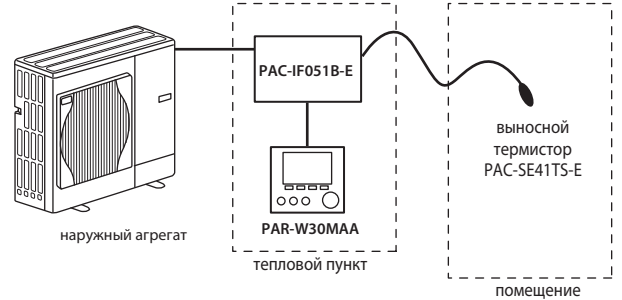 PAC-IF051B-E
выносной
термистор
PAC-SE41TS-E
PAR-W30MAA
наружный агрегат
тепловой пункт
помещение